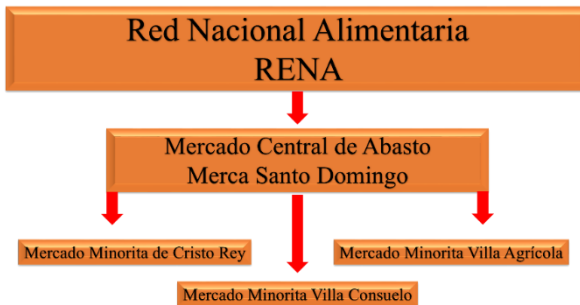 Red Nacional Alimentaria
RENA
Mercado Central de Abasto
Merca Santo Domingo
Mercado Minorita de Cristo Rey
Mercado Minorita Villa Agrícola
Mercado Minorita Villa Consuelo